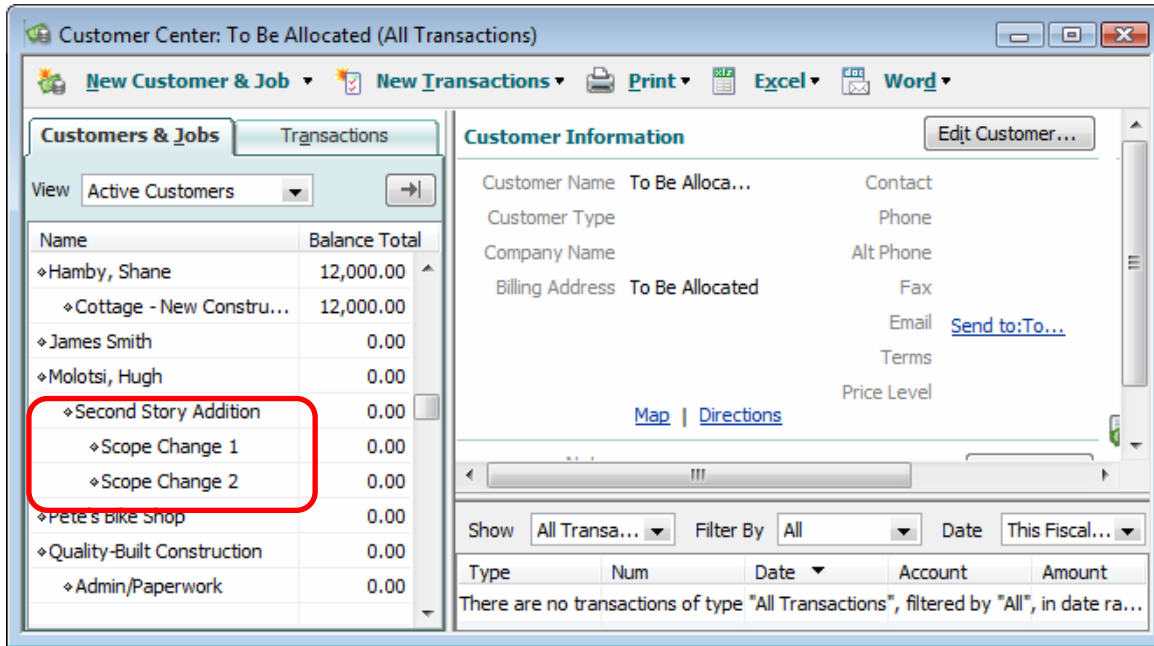 Customer Center: To Be Allocated (All Transactions)
New Customer & Job New Transactions Print Excel Word
Customers & Jobs Transactions
View Active Customers
Name Balance Total
Hamby, Shane 12,000.00
Cottage - New Constru... 12,000.00
James Smith 0.00
Molotsi, Hugh 0.00
Second Story Addition 0.00
Scope Change 1 0.00
Scope Change 2 0.00
Pete's Bike Shop 0.00
Quality-Built Construction 0.00
Admin/Paperwork 0.00
Customer Information Edit Customer...
Customer Name To Be Alloca... Contact
Customer Type Phone
Company Name Alt Phone
Billing Address To Be Allocated Fax
Email Send to:To...
Terms
Price Level
Map | Directions
Show All Transa... Filter By All Date This Fiscal...
Type Num Date Account Amount
There are no transactions of type "All Transactions", filtered by "All", in date ra...